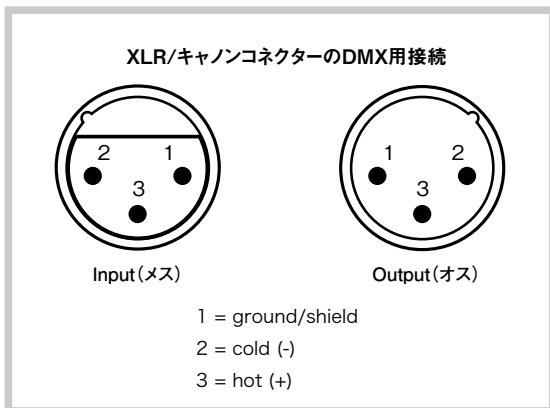 XLR/キャノンコネクターのDMX用接続
2 1
3
1 2
3
Input(メス)
Output(オス)
1 = ground/shield
2 = cold (-)
3 = hot (+)